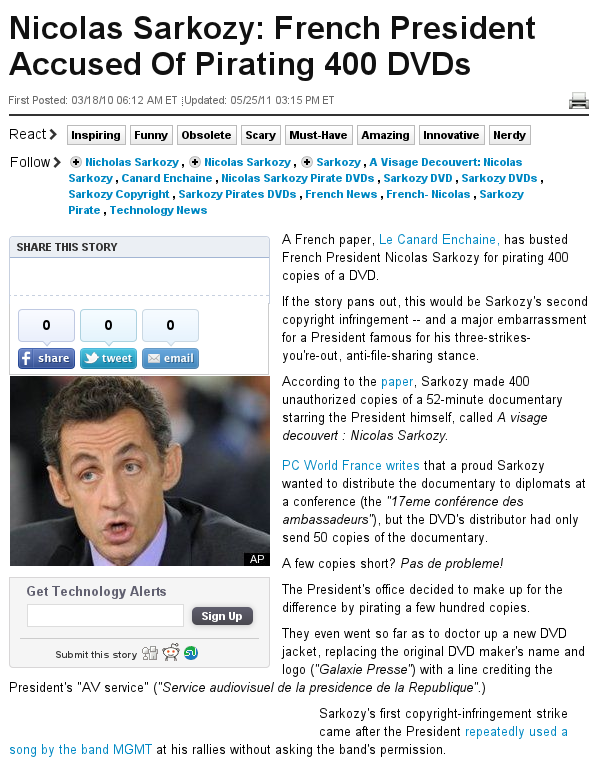 Nicolas Sarkozy: French President
Accused Of Pirating 400 DVDs
First Posted: 03/18/10 06:12 AM ET Updated: 05/25/11 03:15 PM ET
React Inspiring Funny Obsolete Scary Must-Have Amazing Innovative Nerdy
Follow Nicholas Sarkozy , Nicolas Sarkozy , Sarkozy , A Visage Decouvert: Nicolas
Sarkozy , Canard Enchaine , Nicolas Sarkozy Pirate DVDs , Sarkozy DVD , Sarkozy DVDs ,
Sarkozy Copyright , Sarkozy Pirates DVDs , French News , French- Nicolas , Sarkozy
Pirate , Technology News
SHARE THIS STORY
0 0 0
f share tweet email
AP
Get Technology Alerts
Sign Up
Submit this story
A French paper, Le Canard Enchaine, has busted
French President Nicolas Sarkozy for pirating 400
copies of a DVD.
If the story pans out, this would be Sarkozy's second
copyright infringement -- and a major embarrassment
for a President famous for his three-strikes-
you're-out, anti-file-sharing stance.
According to the paper, Sarkozy made 400
unauthorized copies of a 52-minute documentary
starring the President himself, called A visage
decouvert : Nicolas Sarkozy.
PC World France writes that a proud Sarkozy
wanted to distribute the documentary to diplomats at
a conference (the "17eme conférence des
ambassadeurs"), but the DVD's distributor had only
send 50 copies of the documentary.
A few copies short? Pas de probleme!
The President's office decided to make up for the
difference by pirating a few hundred copies.
They even went so far as to doctor up a new DVD
jacket, replacing the original DVD maker's name and
logo ("Galaxie Presse") with a line crediting the
President's "AV service" ("Service audiovisuel de la presidence de la Republique".)
Sarkozy's first copyright-infringement strike
came after the President repeatedly used a
song by the band MGMT at his rallies without asking the band's permission.